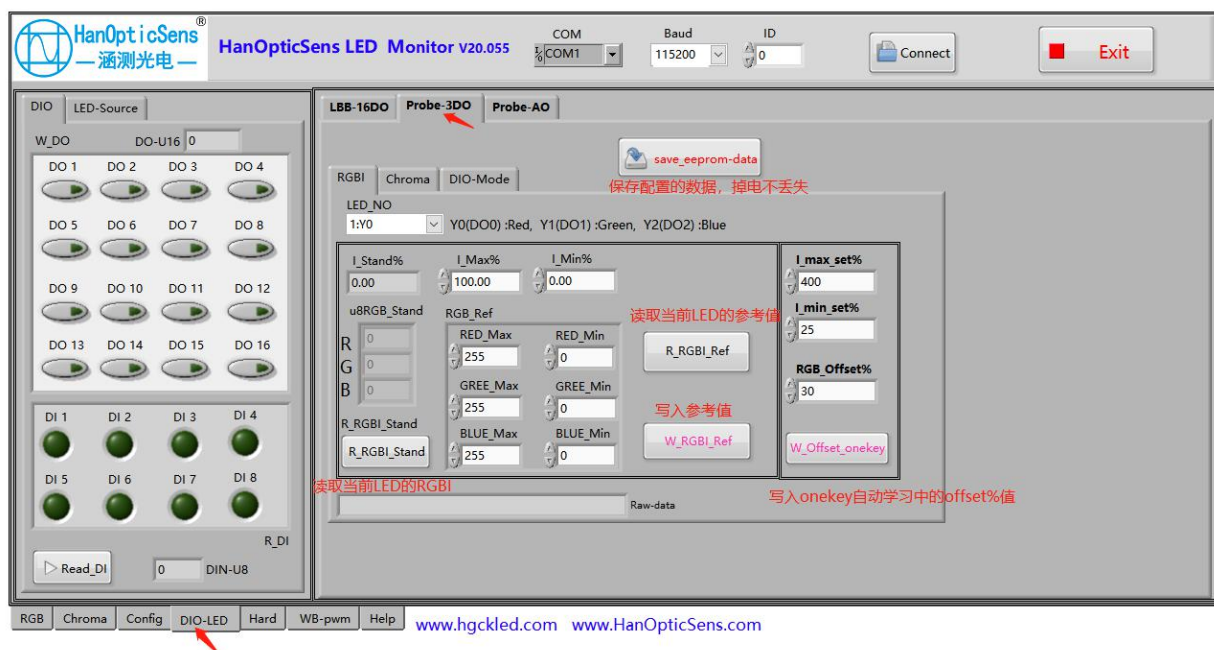 HanOpticSens®
涵测光电
HanOpticSens LED Monitor V20.055
COM
COM1
Baud
115200
ID
0
Connect
Exit
DIO
LED-Source
W_DO
DO-U16
0
DO 1 DO 2 DO 3 DO 4
DO 5 DO 6 DO 7 DO 8
DO 9 DO 10 DO 11 DO 12
DO 13 DO 14 DO 15 DO 16
DI 1 DI 2 DI 3 DI 4
DI 5 DI 6 DI 7 DI 8
R_DI
Read_DI
0
DIN-U8
LBB-16DO Probe-3DO Probe-AO
save_eeprom-data
保存配置的数据，掉电不丢失
RGBI Chroma DIO-Mode
LED_NO
1:Y0
Y0(DO0) :Red, Y1(DO1) :Green, Y2(DO2) :Blue
I_Stand% I_Max% I_Min%
0.00 100.00 0.00
u8RGB_Stand
R 0
G 0
B 0
R_RGBI_Stand
R_RGBI_Stand
读取当前LED的RGBI
RGB_Ref
RED_Max RED_Min
255 0
GREE_Max GREE_Min
255 0
BLUE_Max BLUE_Min
255 0
读取当前LED的参考值
R_RGBI_Ref
写入参考值
W_RGBI_Ref
I_max_set%
400
I_min_set%
25
RGB_Offset%
30
W_Offset_onekey
写入onekey自动学习中的offset%值
Raw-data
RGB Chroma Config DIO-LED Hard WB-pwm Help
www.hgckled.com www.HanOpticSens.com